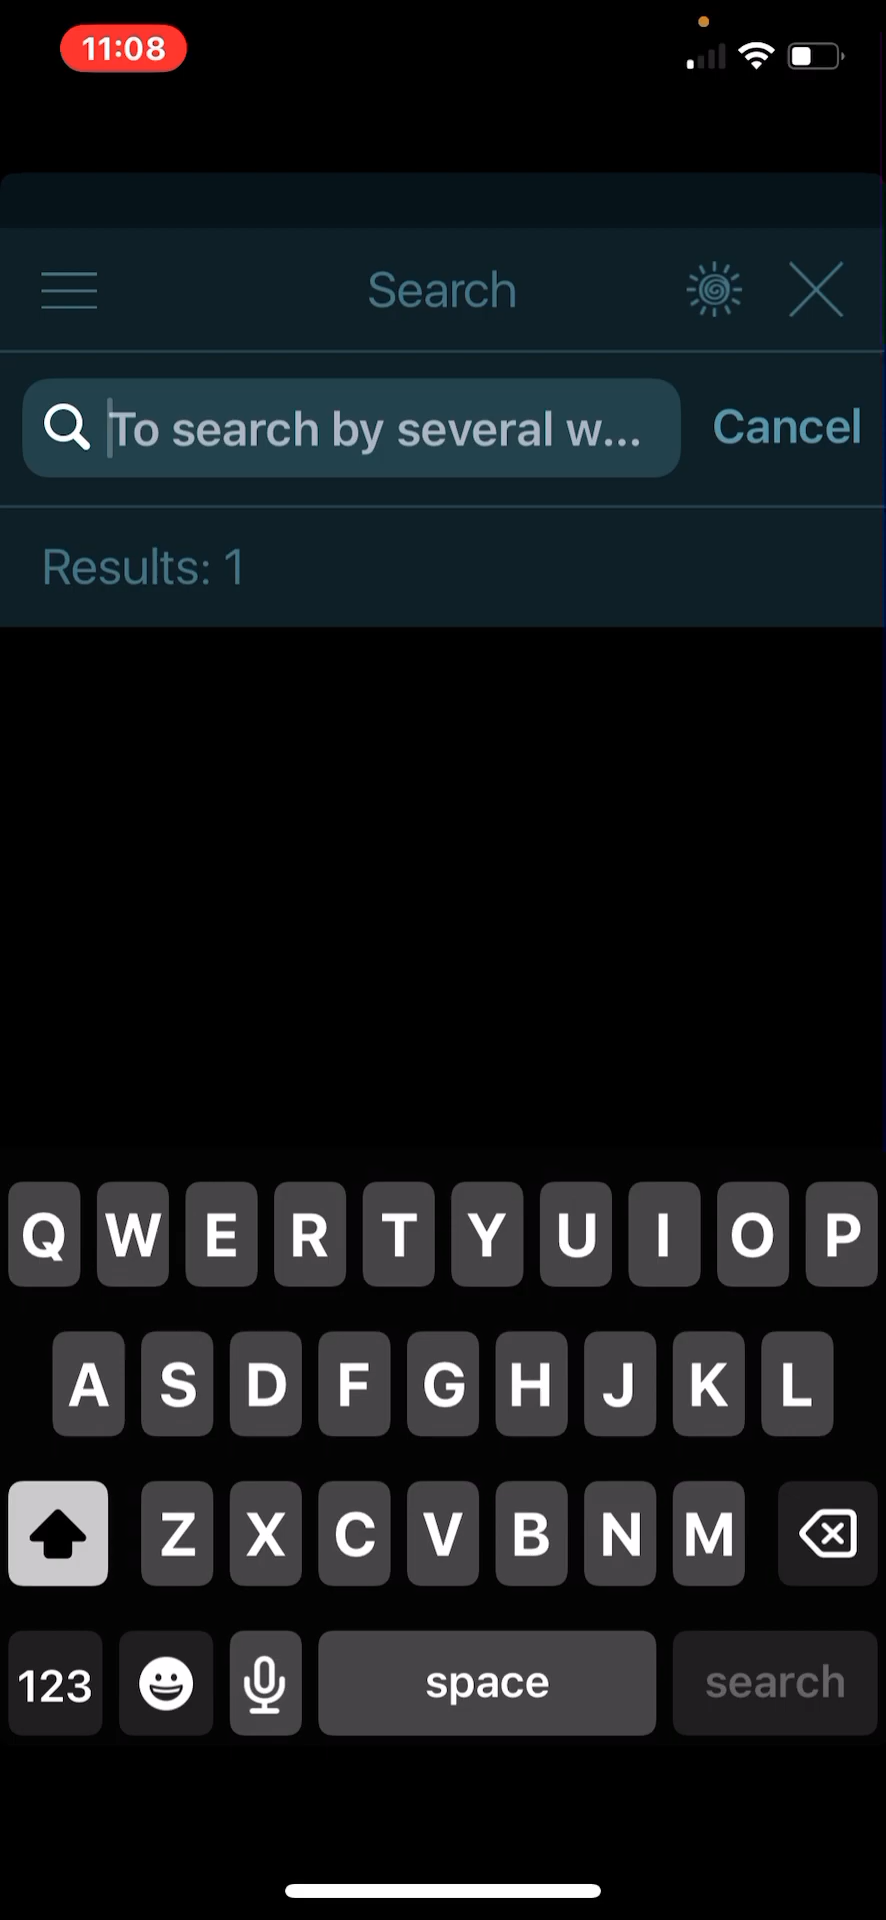 11:08
Search
To search by several w...
Cancel
Results: 1
Q W E R T Y U I O P
A S D F G H J K L
Z X C V B N M
123 space search